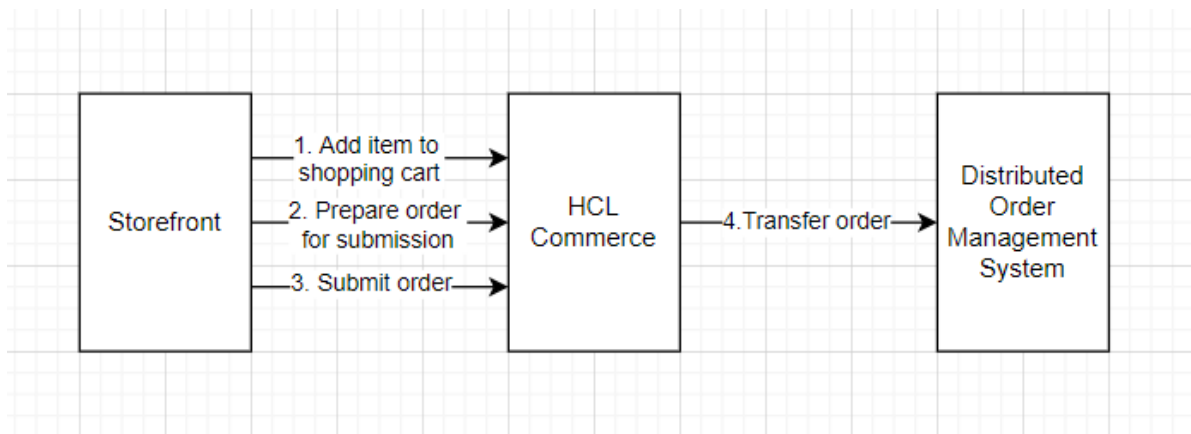 Storefront
1. Add item to
shopping cart
2. Prepare order
for submission
3. Submit order
HCL
Commerce
4.Transfer order
Distributed
Order
Management
System